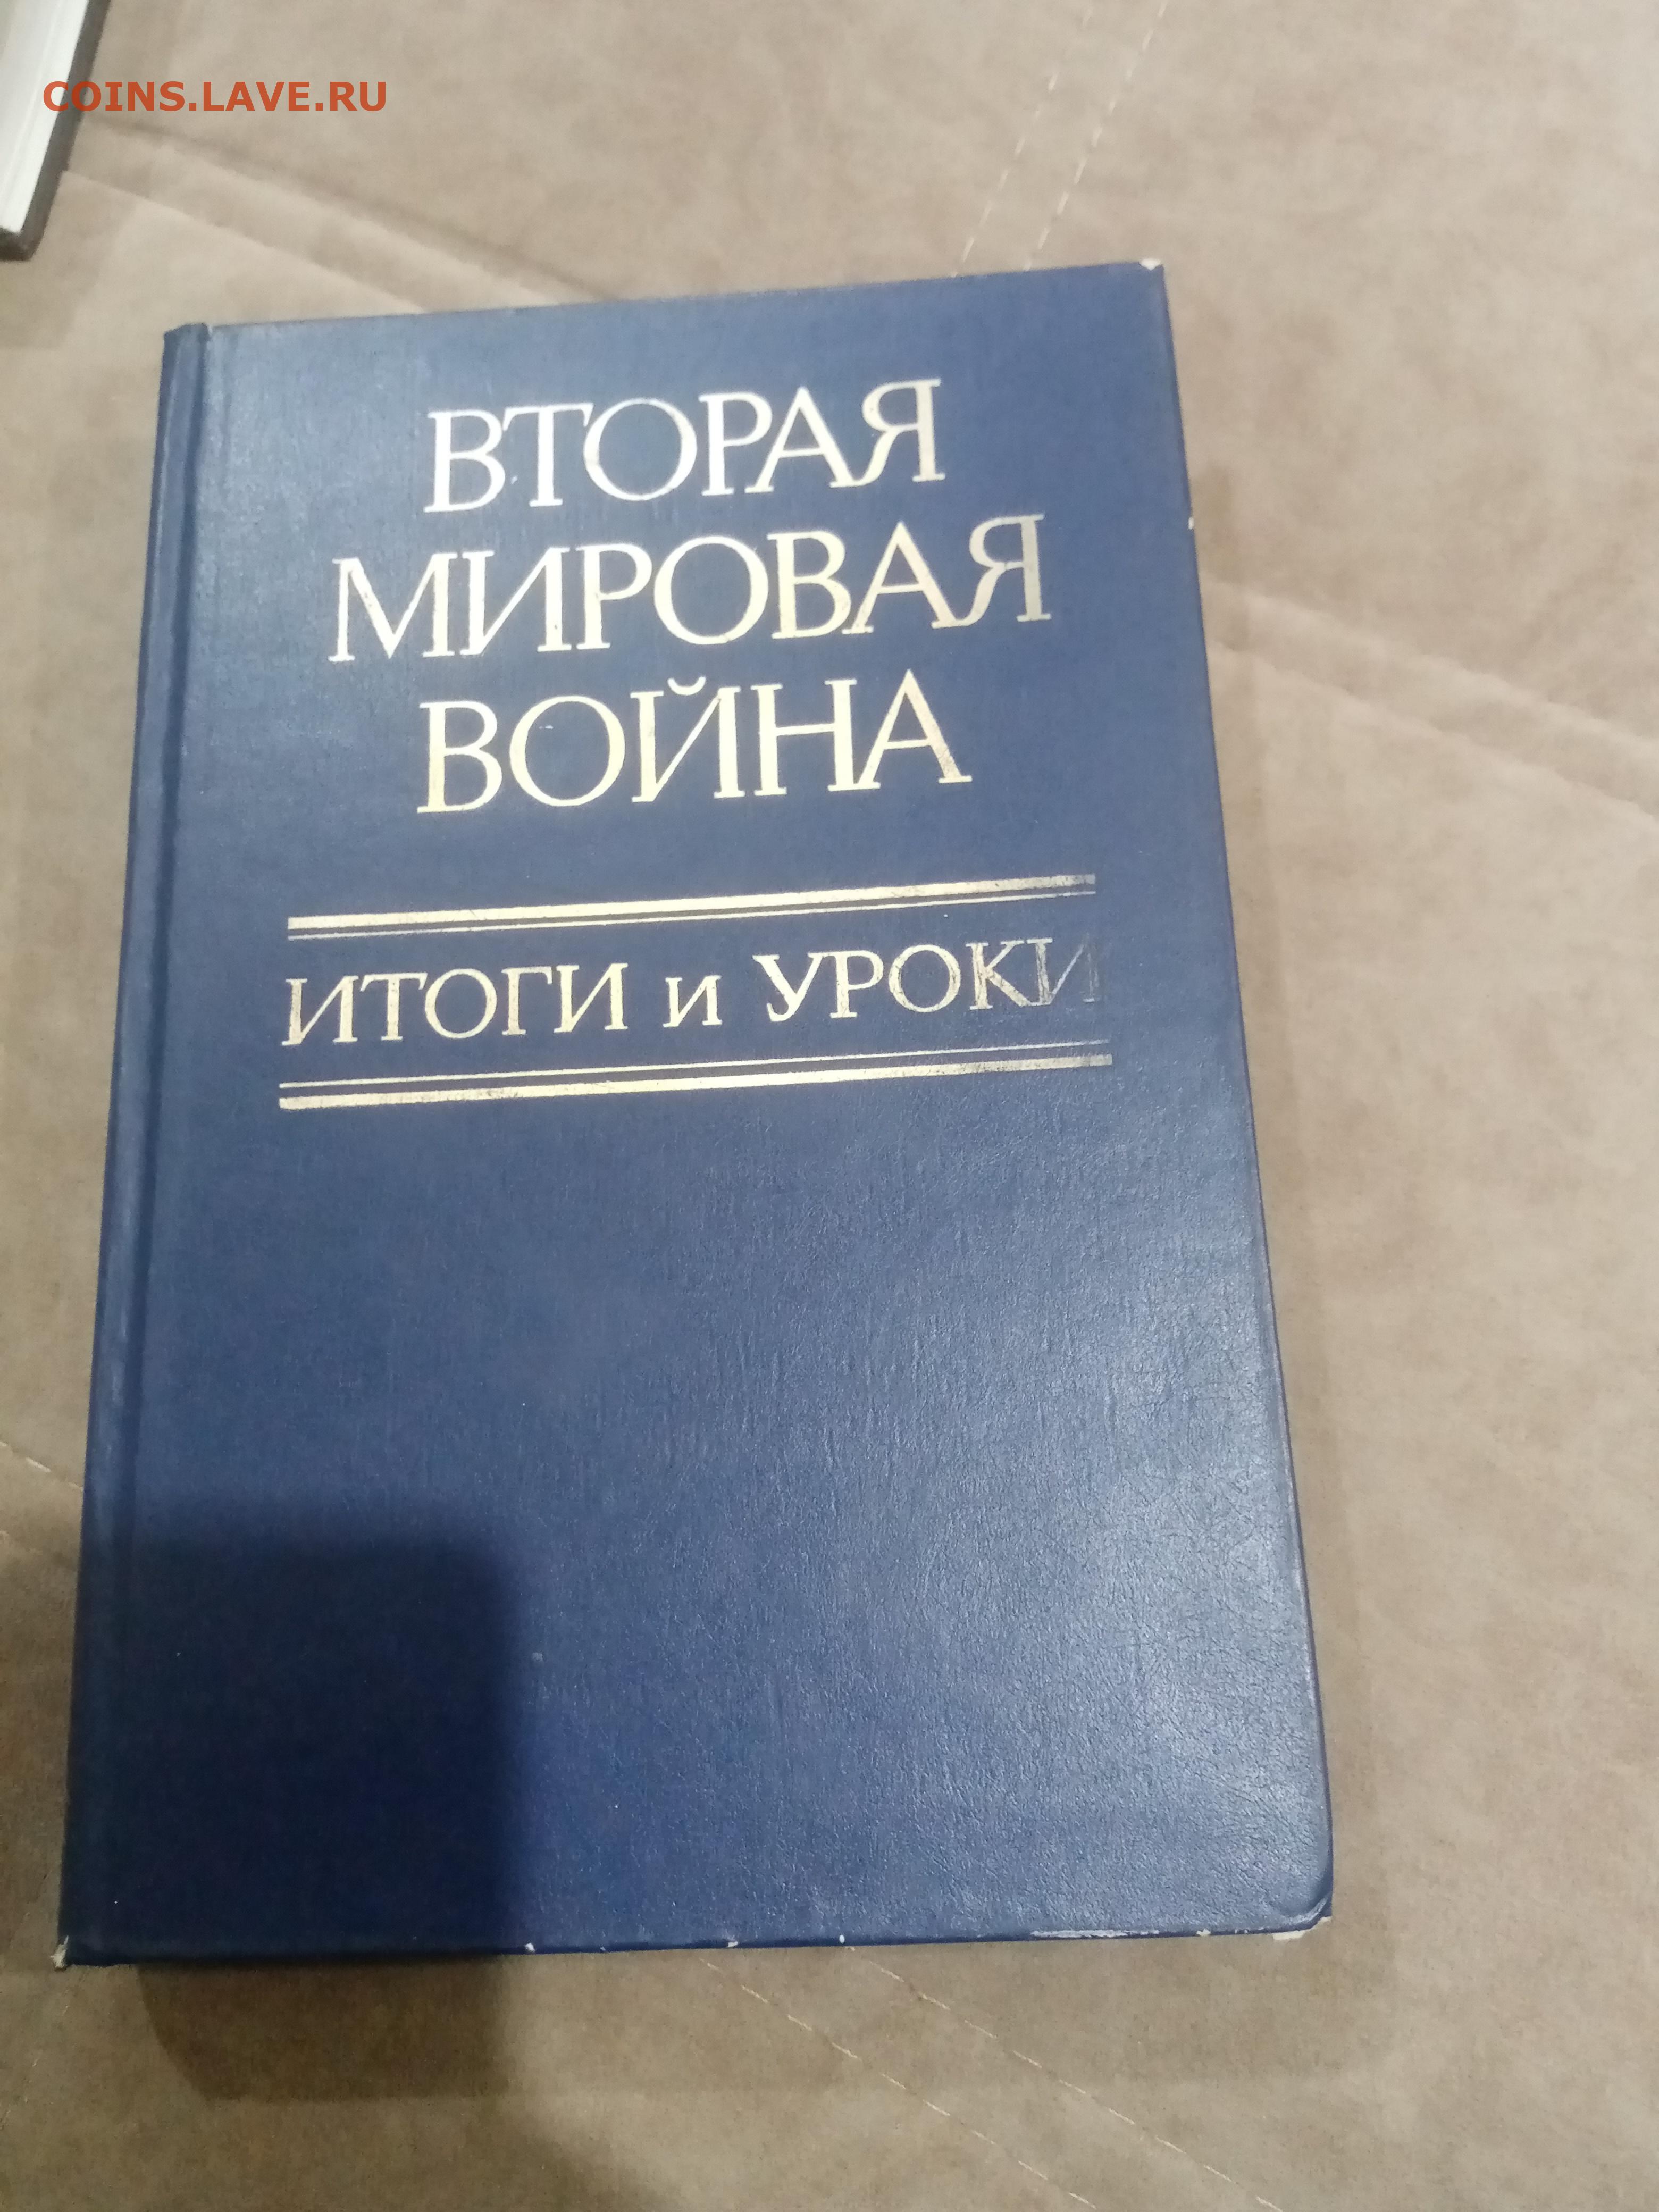 COINS.LAVE.RU
ВТОРАЯ
МИРОВАЯ
ВОЙНА
ИТОГИ и УРОКИ